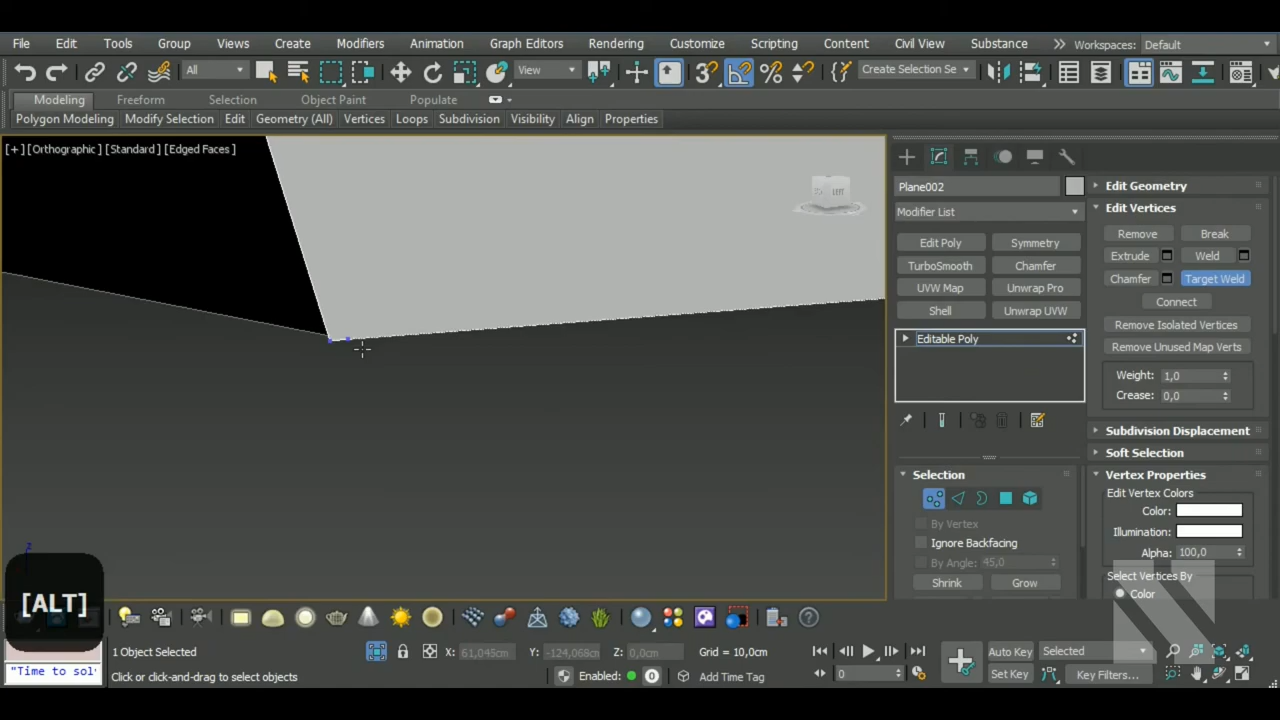 File Edit Tools Group Views Create Modifiers Animation Graph Editors Rendering Customize Scripting Content Civil View Substance Workspaces: Default
All View Create Selection Se
Modeling Freeform Selection Object Paint Populate
Polygon Modeling Modify Selection Edit Geometry (All) Vertices Loops Subdivision Visibility Align Properties
[+] [Orthographic] [Standard] [Edged Faces]
LEFT
Plane002
Modifier List
Edit Poly Symmetry
TurboSmooth Chamfer
UVW Map Unwrap Pro
Shell Unwrap UVW
Editable Poly
Selection
By Vertex
Ignore Backfacing
By Angle: 45,0
Shrink Grow
Edit Geometry
Edit Vertices
Remove Break
Extrude Weld
Chamfer Target Weld
Connect
Remove Isolated Vertices
Remove Unused Map Verts
Weight: 1,0
Crease: 0,0
Subdivision Displacement
Soft Selection
Vertex Properties
Edit Vertex Colors
Color:
Illumination:
Alpha: 100,0
Select Vertices By
Color
z
[ALT]
"Time to sol
1 Object Selected X: 61,045cm Y: -124,068cm Z: 0,0cm Grid = 10,0cm
Click or click-and-drag to select objects Enabled: 0 Add Time Tag
0
Auto Key Selected
Set Key Key Filters...